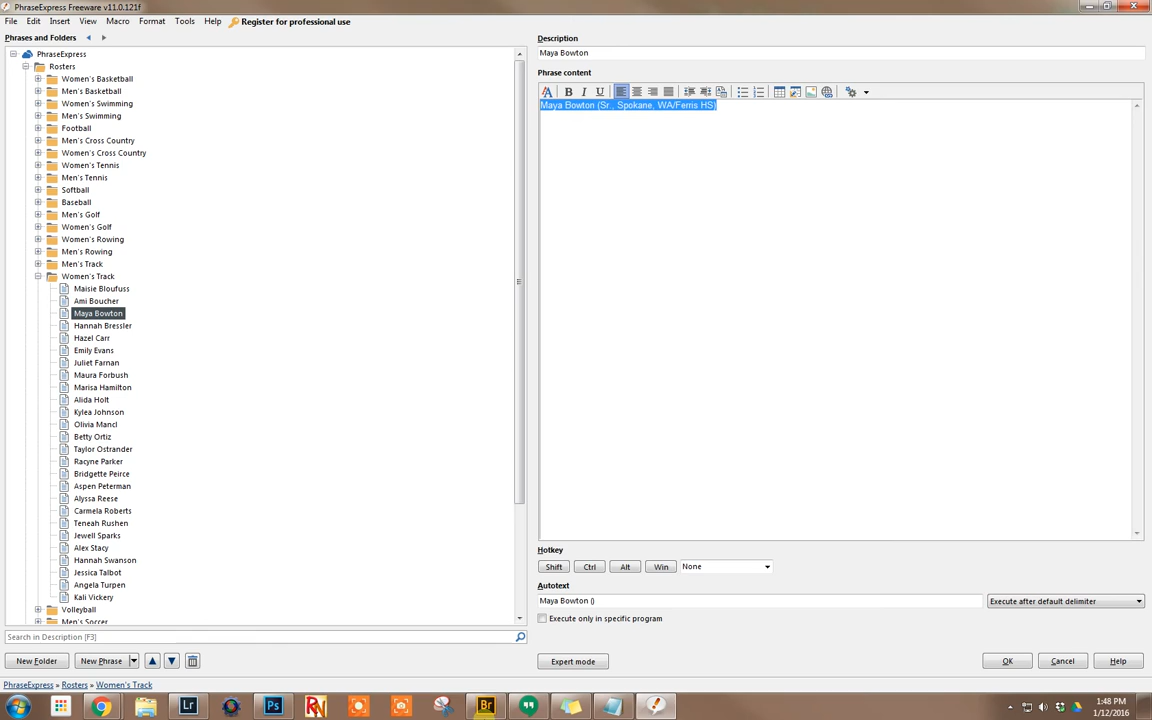 PhraseExpress Freeware v11.0.121f
File Edit Insert View Macro Format Tools Help Register for professional use
Phrases and Folders
PhraseExpress
Rosters
Women's Basketball
Men's Basketball
Women's Swimming
Men's Swimming
Football
Men's Cross Country
Women's Cross Country
Women's Tennis
Men's Tennis
Softball
Baseball
Men's Golf
Women's Golf
Women's Rowing
Men's Rowing
Men's Track
Women's Track
Maisie Bloufuss
Ami Boucher
Maya Bowton
Hannah Bressler
Hazel Carr
Emily Evans
Juliet Farnan
Maura Forbush
Marisa Hamilton
Alida Holt
Kylea Johnson
Olivia Mancl
Betty Ortiz
Taylor Ostrander
Racyne Parker
Bridgette Peirce
Aspen Peterman
Alyssa Reese
Carmela Roberts
Teneah Rushen
Jewell Sparks
Alex Stacy
Hannah Swanson
Jessica Talbot
Angela Turpen
Kali Vickery
Volleyball
Men's Soccer
Search in Description [F3]
New Folder New Phrase
PhraseExpress » Rosters » Women's Track
Description
Maya Bowton
Phrase content
A B I U
Maya Bowton (Sr., Spokane, WA/Ferris HS)
Hotkey
Shift Ctrl Alt Win None
Autotext
Maya Bowton () Execute after default delimiter
Execute only in specific program
Expert mode OK Cancel Help
Lr Ps RN Br
1:48 PM
1/12/2016